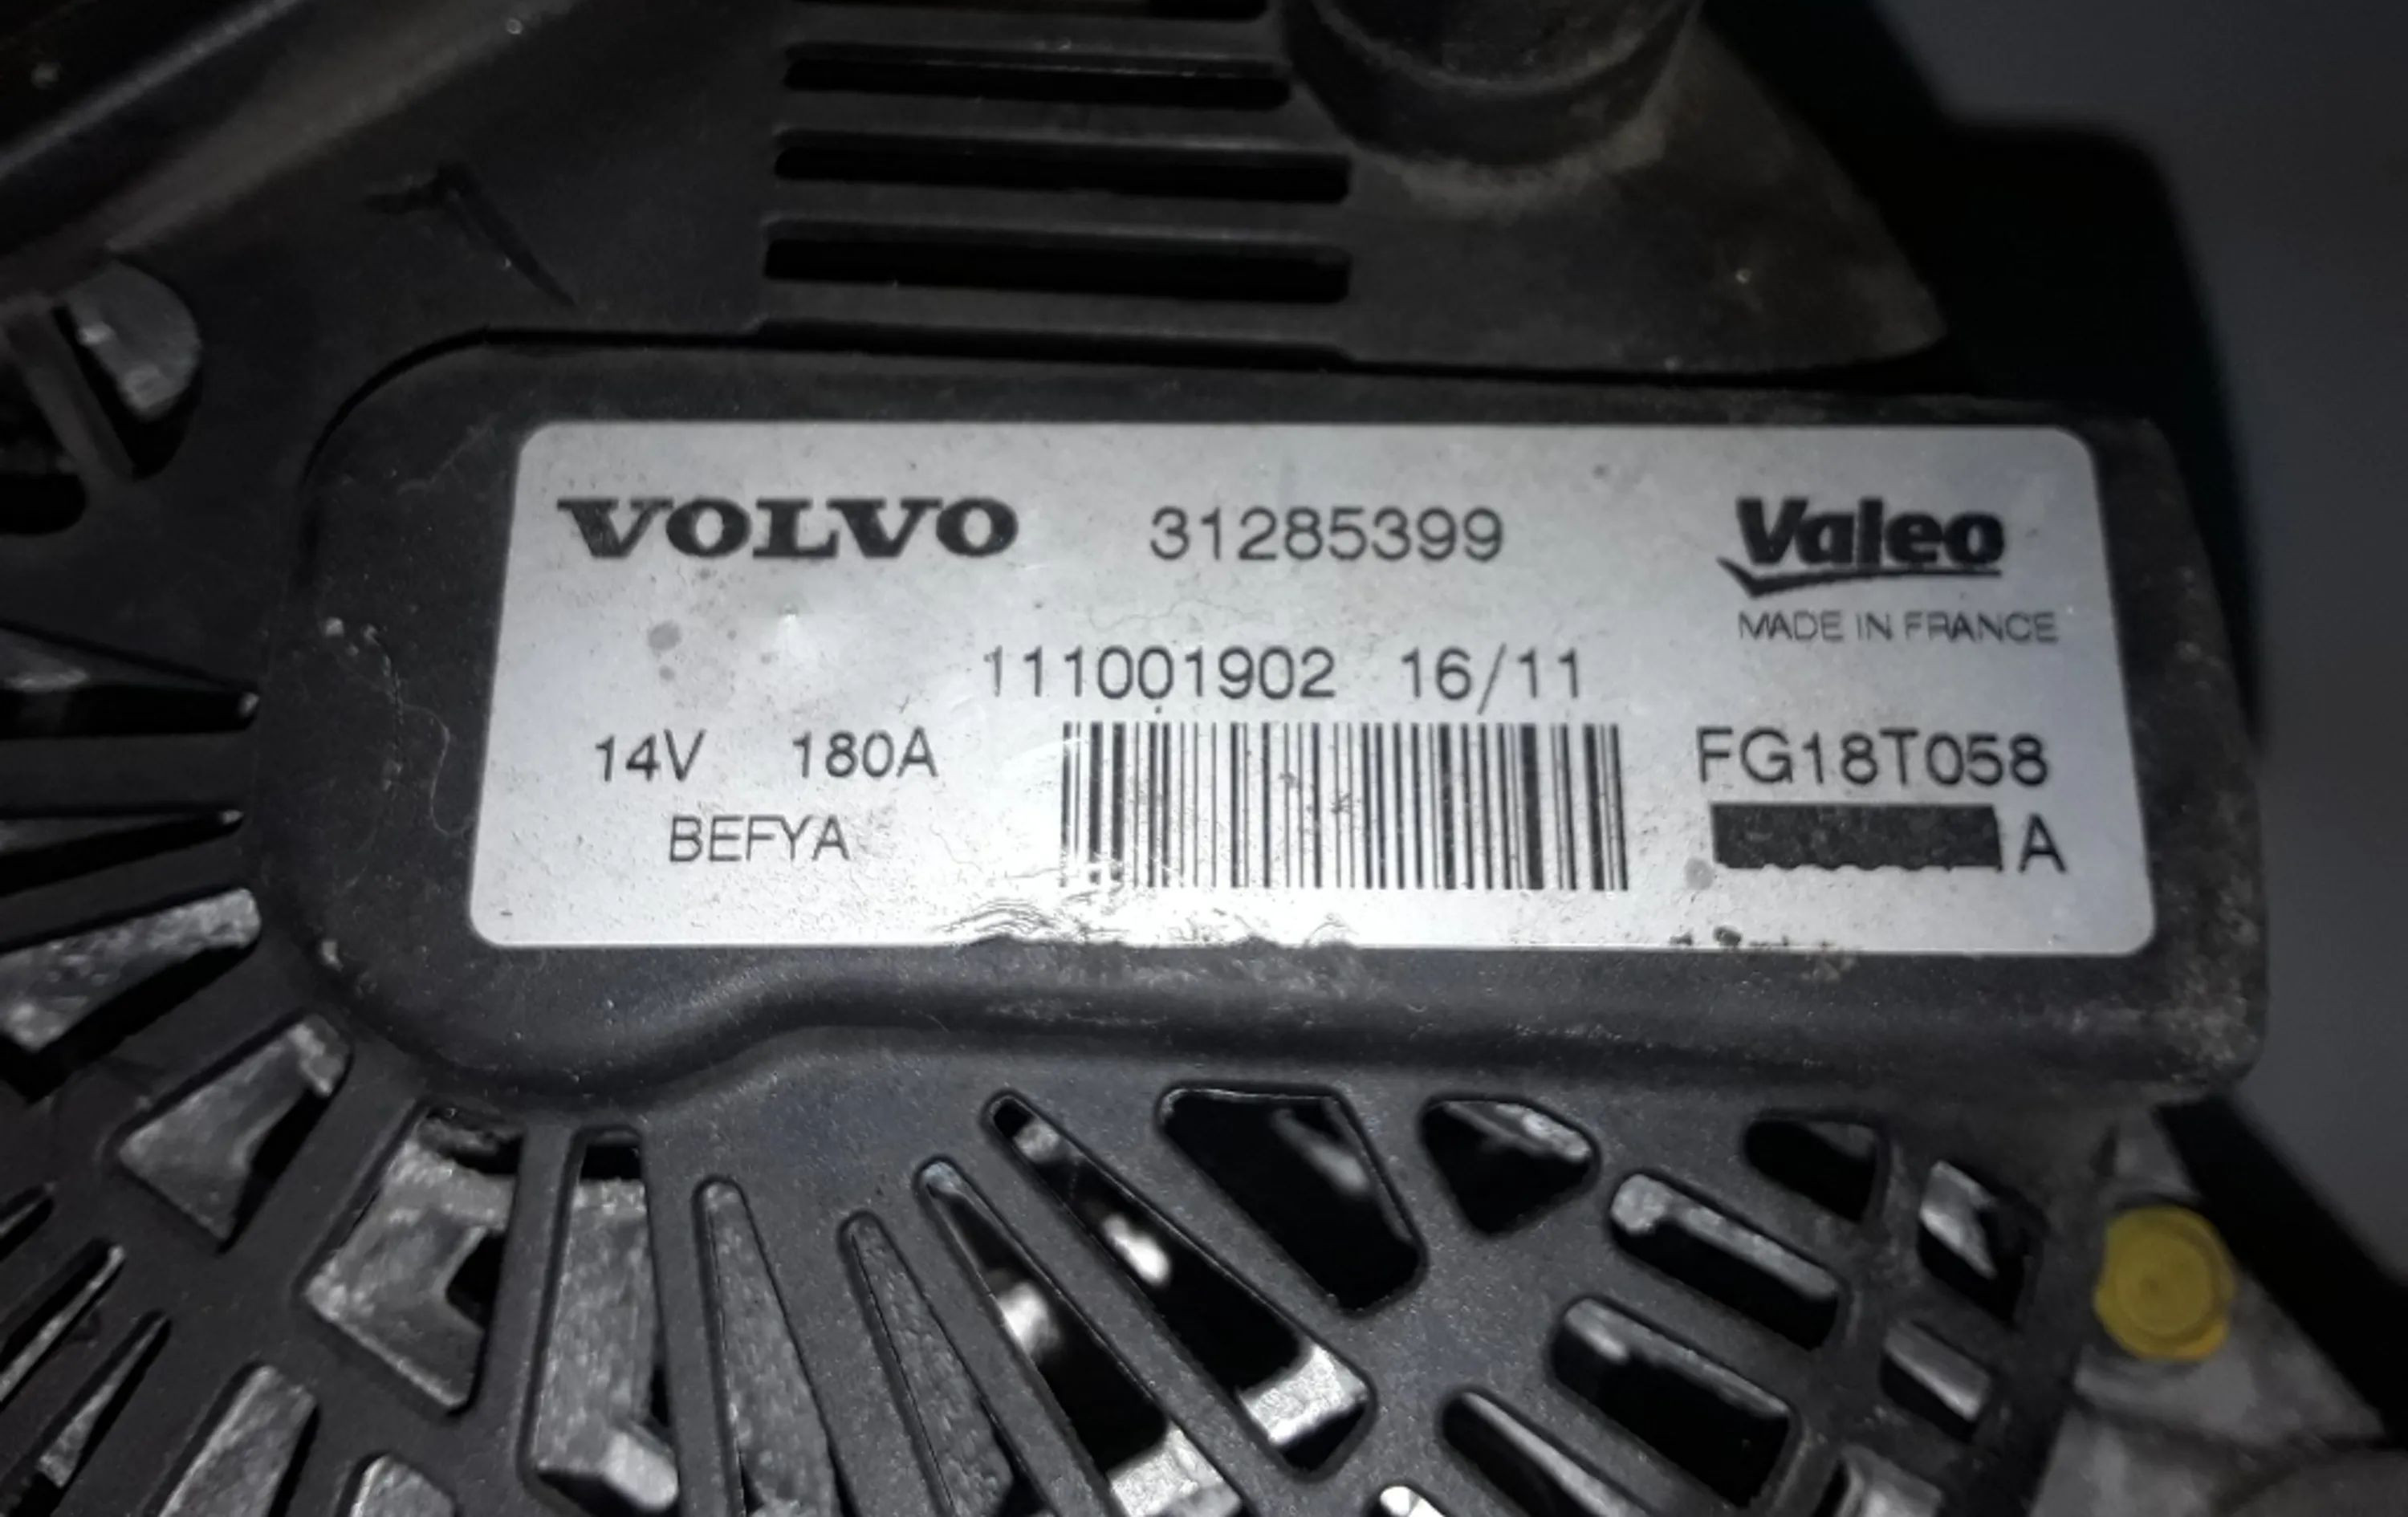 VOLVO 31285399 Valeo
MADE IN FRANCE
111001902 16/11
14V 180A FG18T058
BEFYA A